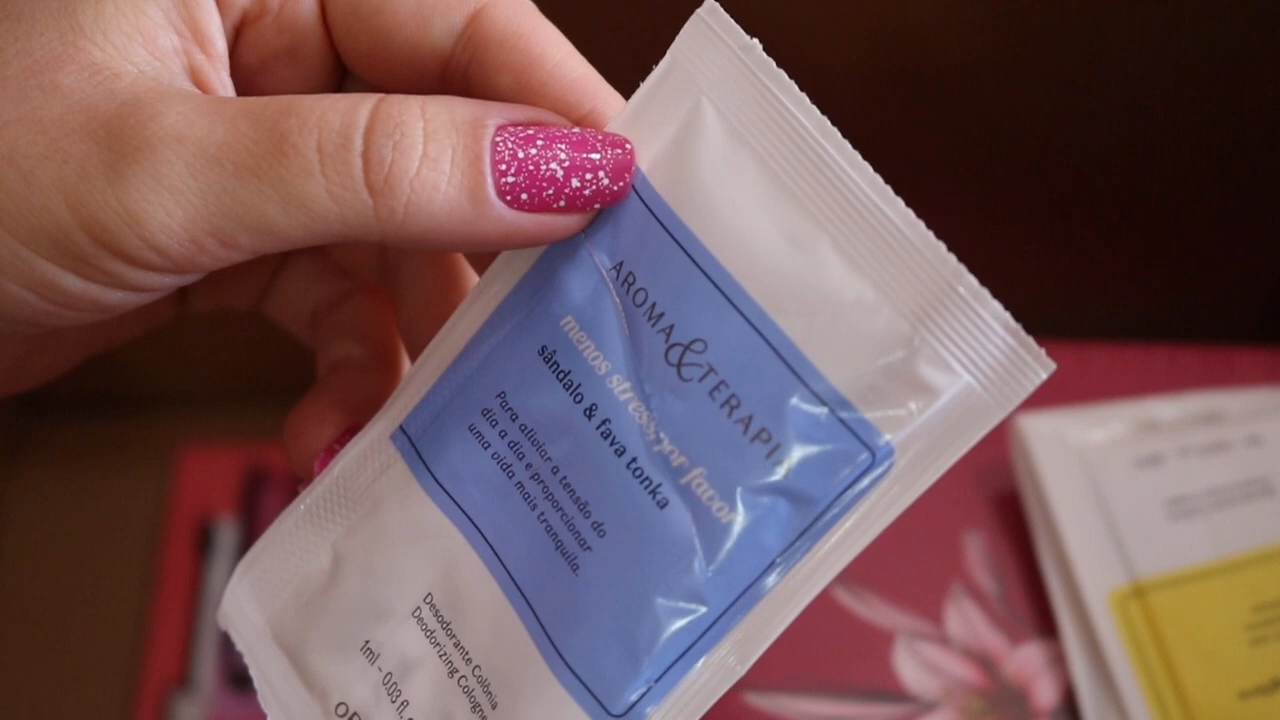 AROMA&TERAPI
menos stress, por favor
sândalo & fava tonka
Para aliviar a tensão do
dia a dia e proporcionar
uma vida mais tranquila.
Desodorante Colônia
Deodorizing Cologne
1ml - 0.03 fl.